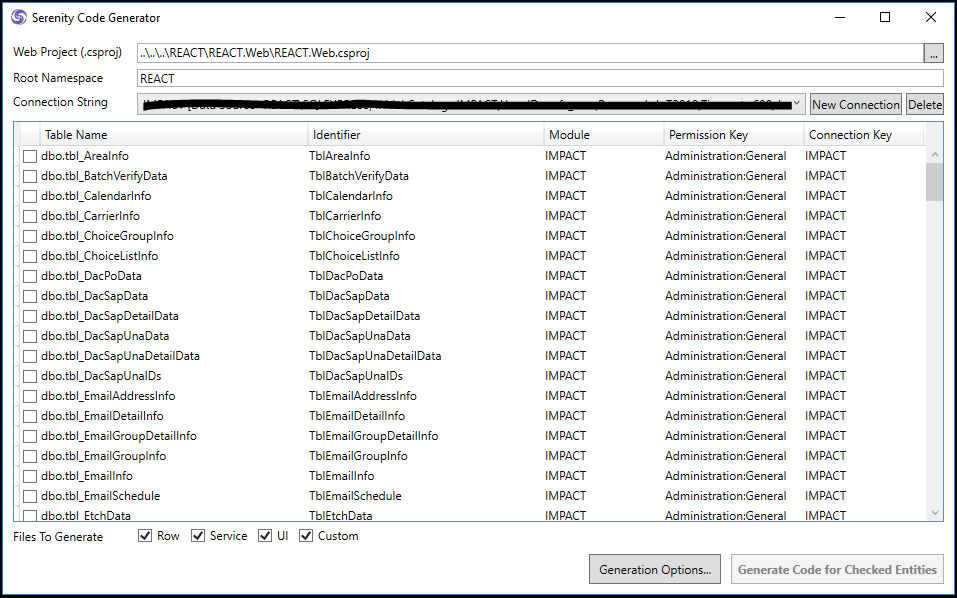 Serenity Code Generator
Web Project (.csproj) ..\..\..\REACT\REACT.Web\REACT.Web.csproj ...
Root Namespace REACT
Connection String New Connection Delete
Table Name Identifier Module Permission Key Connection Key
dbo.tbl_AreaInfo TblAreaInfo IMPACT Administration:General IMPACT
dbo.tbl_BatchVerifyData TblBatchVerifyData IMPACT Administration:General IMPACT
dbo.tbl_CalendarInfo TblCalendarInfo IMPACT Administration:General IMPACT
dbo.tbl_CarrierInfo TblCarrierInfo IMPACT Administration:General IMPACT
dbo.tbl_ChoiceGroupInfo TblChoiceGroupInfo IMPACT Administration:General IMPACT
dbo.tbl_ChoiceListInfo TblChoiceListInfo IMPACT Administration:General IMPACT
dbo.tbl_DacPoData TblDacPoData IMPACT Administration:General IMPACT
dbo.tbl_DacSapData TblDacSapData IMPACT Administration:General IMPACT
dbo.tbl_DacSapDetailData TblDacSapDetailData IMPACT Administration:General IMPACT
dbo.tbl_DacSapUnaData TblDacSapUnaData IMPACT Administration:General IMPACT
dbo.tbl_DacSapUnaDetailData TblDacSapUnaDetailData IMPACT Administration:General IMPACT
dbo.tbl_DacSapUnaIDs TblDacSapUnaIDs IMPACT Administration:General IMPACT
dbo.tbl_EmailAddressInfo TblEmailAddressInfo IMPACT Administration:General IMPACT
dbo.tbl_EmailDetailInfo TblEmailDetailInfo IMPACT Administration:General IMPACT
dbo.tbl_EmailGroupDetailInfo TblEmailGroupDetailInfo IMPACT Administration:General IMPACT
dbo.tbl_EmailGroupInfo TblEmailGroupInfo IMPACT Administration:General IMPACT
dbo.tbl_EmailInfo TblEmailInfo IMPACT Administration:General IMPACT
dbo.tbl_EmailSchedule TblEmailSchedule IMPACT Administration:General IMPACT
dbo.tbl_EtchData TblEtchData IMPACT Administration:General IMPACT
Files To Generate Row Service UI Custom
Generation Options... Generate Code for Checked Entities